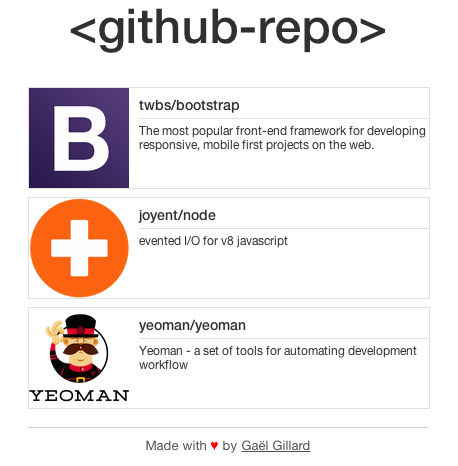 <github-repo>
B
twbs/bootstrap
The most popular front-end framework for developing
responsive, mobile first projects on the web.
joyent/node
evented I/O for v8 javascript
YEOMAN
yeoman/yeoman
Yeoman - a set of tools for automating development
workflow
Made with ♥ by Gaël Gillard